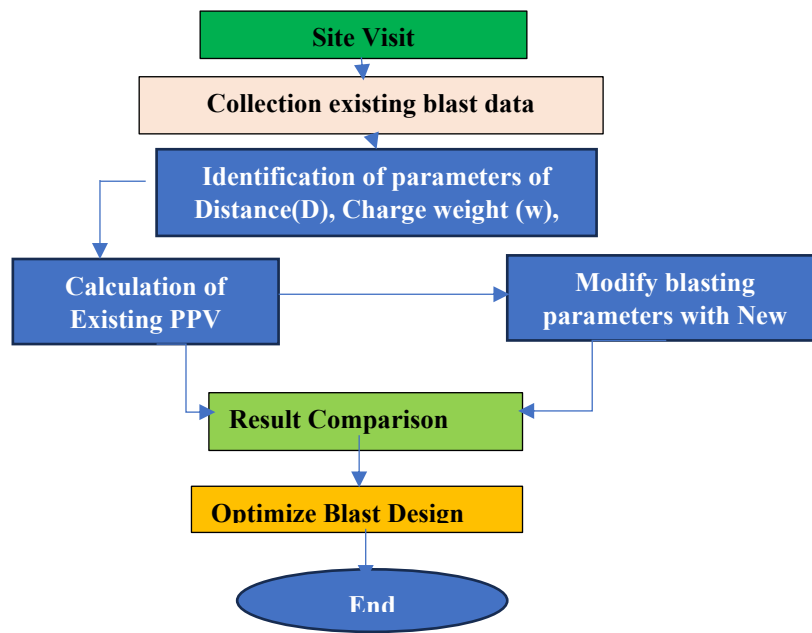 Site Visit
Collection existing blast data
Identification of parameters of
Distance(D), Charge weight (w),
Calculation of
Existing PPV
Modify blasting
parameters with New
Result Comparison
Optimize Blast Design
End